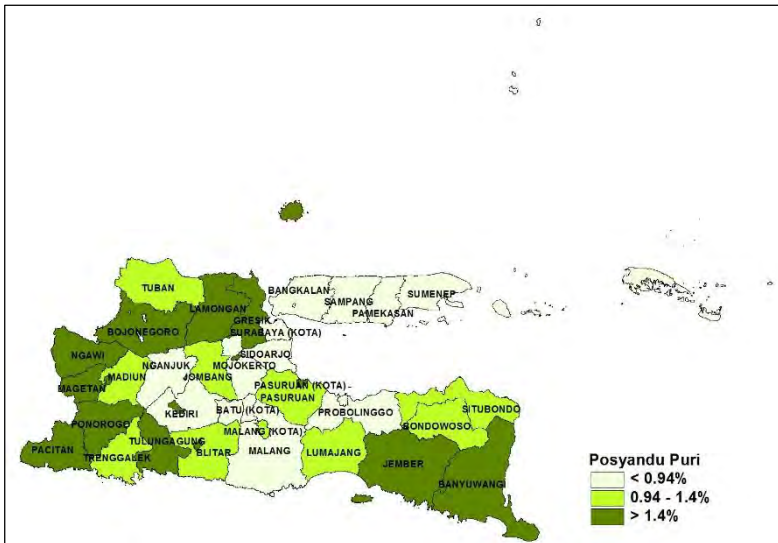 TUBAN
BANGKALAN
SAMPANG
SUMENEP
PAMEKASAN
LAMONGAN
GRESIK
BOJONEGORO
SURABAYA (KOTA)
NGAWI
SIDOARJO
NGANJUK
MOJOKERTO
MAGETAN
MADIUN
JOMBANG
PASURUAN (KOTA)
PASURUAN
KEDIRI
BATU (KOTA)
PROBOLINGGO
SITUBONDO
PONOROGO
BONDOWOSO
MALANG (KOTA)
TULUNGAGUNG
PACITAN
TRENGGALEK
BLITAR
MALANG
LUMAJANG
JEMBER
BANYUWANGI
Posyandu Puri
< 0.94%
0.94 - 1.4%
> 1.4%